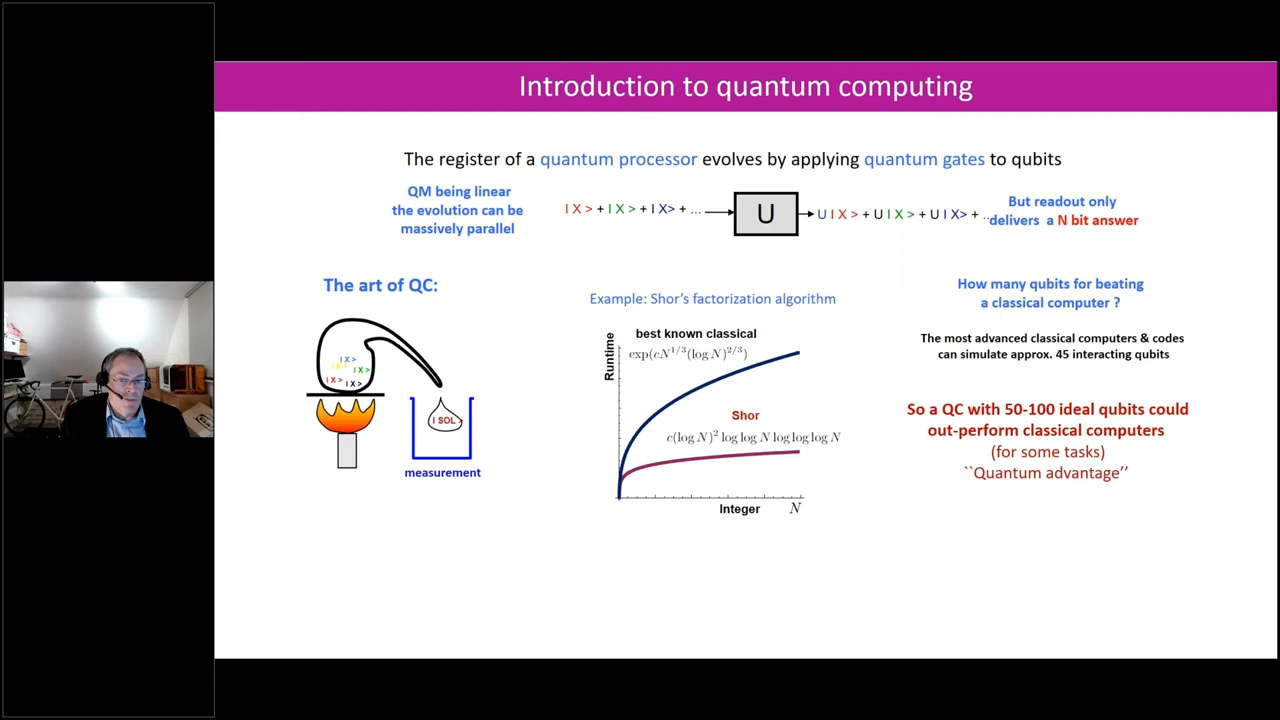 Introduction to quantum computing
The register of a quantum processor evolves by applying quantum gates to qubits
QM being linear
the evolution can be
massively parallel
I X > + I X > + I X> + ...
U
U I X > + U I X > + U I X> + ...
But readout only
delivers a N bit answer
The art of QC:
I X >
I X >
I X >
I X >
I X >
I SOL >
measurement
Example: Shor's factorization algorithm
Runtime
best known classical
exp(cN^{1/3}(log N)^{2/3})
Shor
c(log N)^2 log log N log log log N
Integer N
How many qubits for beating
a classical computer ?
The most advanced classical computers & codes
can simulate approx. 45 interacting qubits
So a QC with 50-100 ideal qubits could
out-perform classical computers
(for some tasks)
``Quantum advantage''